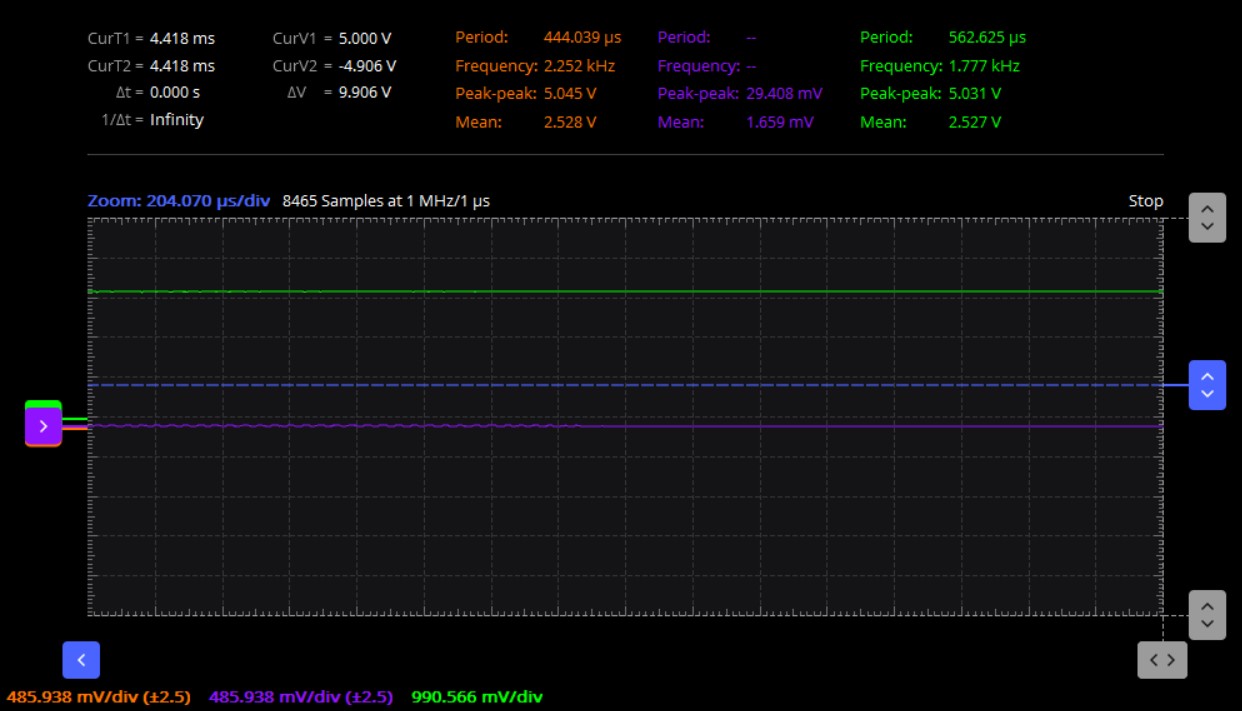 CurT1 = 4.418 ms CurV1 = 5.000 V Period: 444.039 µs Period: -- Period: 562.625 µs
CurT2 = 4.418 ms CurV2 = -4.906 V Frequency: 2.252 kHz Frequency: -- Frequency: 1.777 kHz
Δt = 0.000 s ΔV = 9.906 V Peak-peak: 5.045 V Peak-peak: 29.408 mV Peak-peak: 5.031 V
1/Δt = Infinity Mean: 2.528 V Mean: 1.659 mV Mean: 2.527 V
Zoom: 204.070 µs/div 8465 Samples at 1 MHz/1 µs Stop
485.938 mV/div (±2.5) 485.938 mV/div (±2.5) 990.566 mV/div